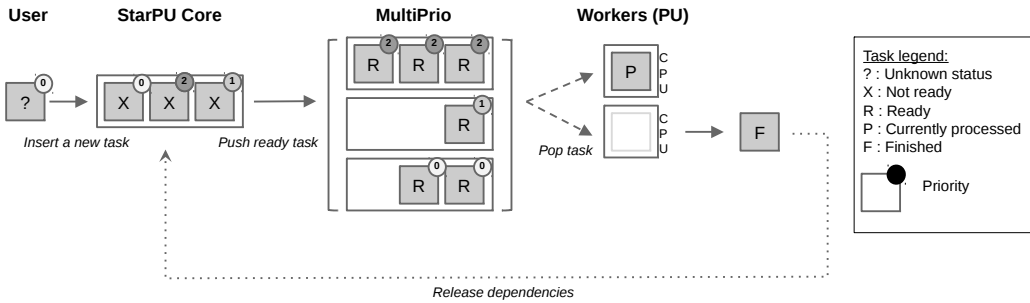 User
StarPU Core
MultiPrio
Workers (PU)
? 0
X 0 X 2 X 1
R 2 R 2 R 2
R 1
R 0 R 0
P
C
P
U
C
P
U
F
Insert a new task
Push ready task
Pop task
Release dependencies
Task legend:
? : Unknown status
X : Not ready
R : Ready
P : Currently processed
F : Finished
Priority